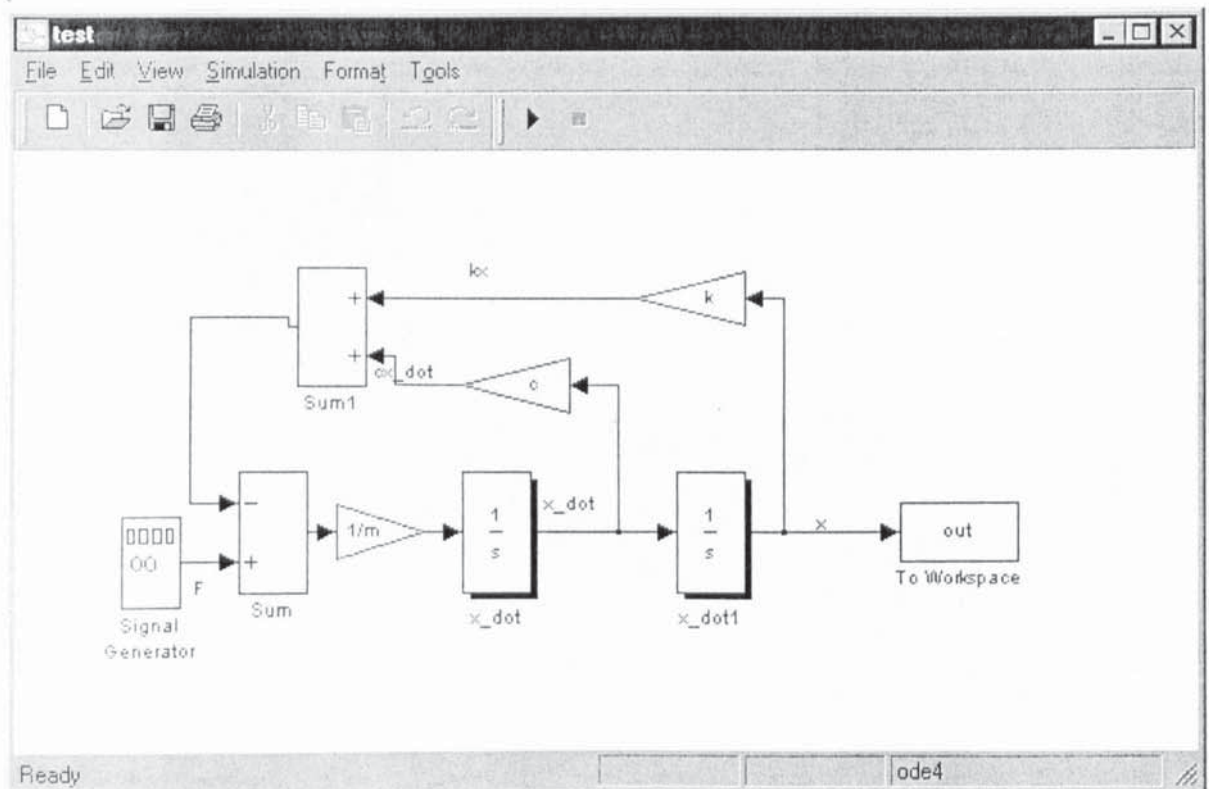 test
File Edit View Simulation Format Tools
kx
k
+
+
cx_dot
c
Sum1
−
+
F
Signal
Generator
Sum
1/m
1
s
x_dot
x_dot
1
s
x_dot1
x
out
To Workspace
Ready
ode4